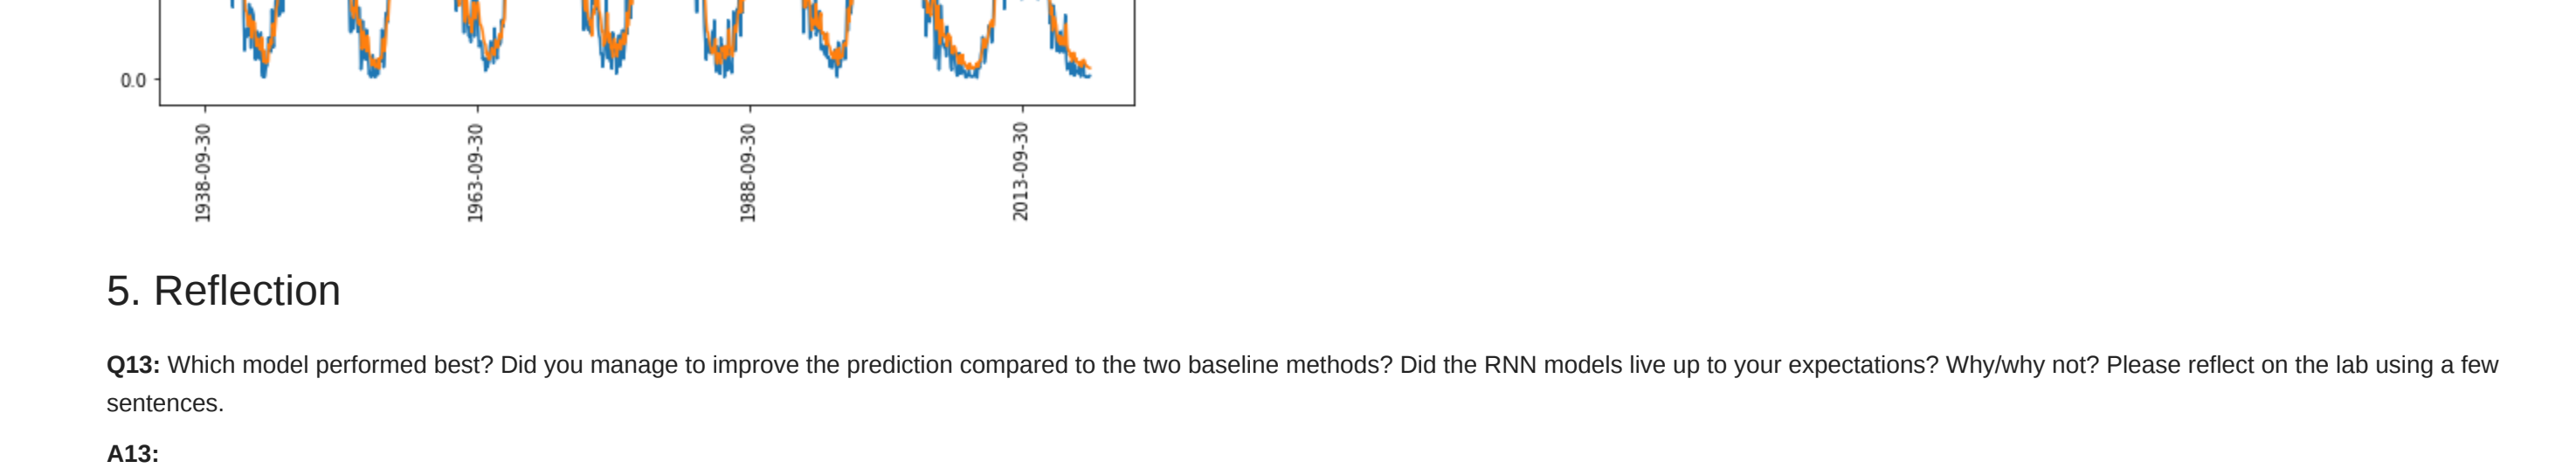 0.0
1938-09-30
1963-09-30
1988-09-30
2013-09-30
5. Reflection
Q13: Which model performed best? Did you manage to improve the prediction compared to the two baseline methods? Did the RNN models live up to your expectations? Why/why not? Please reflect on the lab using a few
sentences.
A13: